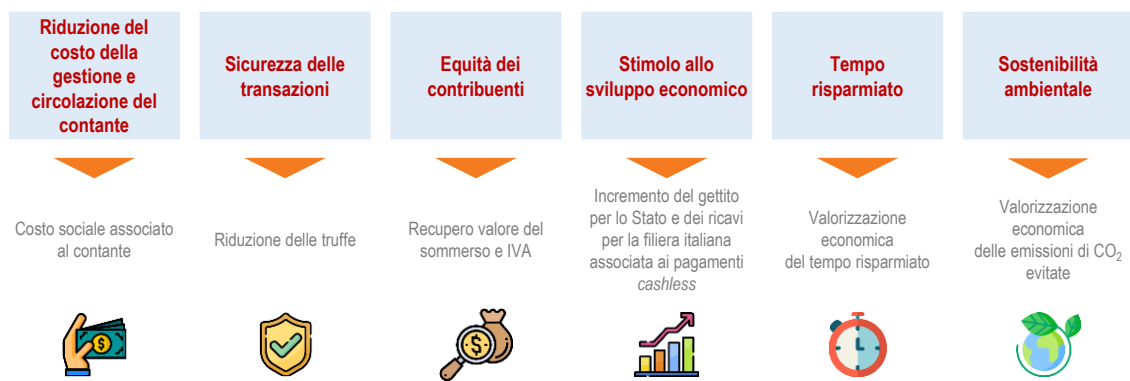 Riduzione del
costo della
gestione e
circolazione del
contante
Sicurezza delle
transazioni
Equità dei
contribuenti
Stimolo allo
sviluppo economico
Tempo
risparmiato
Sostenibilità
ambientale
Costo sociale associato
al contante
Riduzione delle truffe
Recupero valore del
sommerso e IVA
Incremento del gettito
per lo Stato e dei ricavi
per la filiera italiana
associata ai pagamenti
cashless
Valorizzazione
economica
del tempo risparmiato
Valorizzazione
economica
delle emissioni di CO₂
evitate